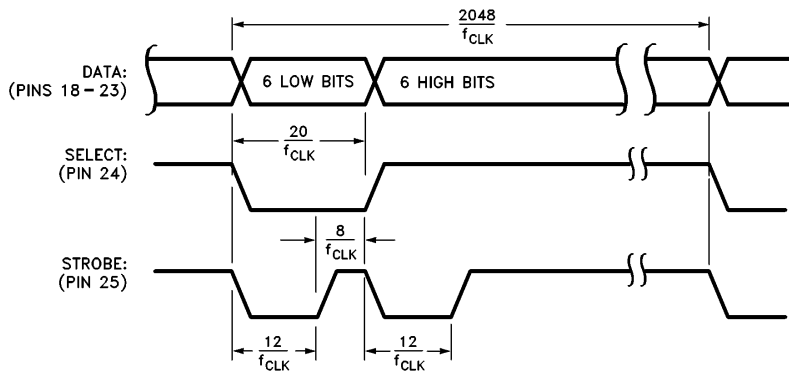 2048
fCLK
DATA:
(PINS 18–23)
6 LOW BITS
6 HIGH BITS
20
fCLK
SELECT:
(PIN 24)
8
fCLK
STROBE:
(PIN 25)
12
fCLK
12
fCLK